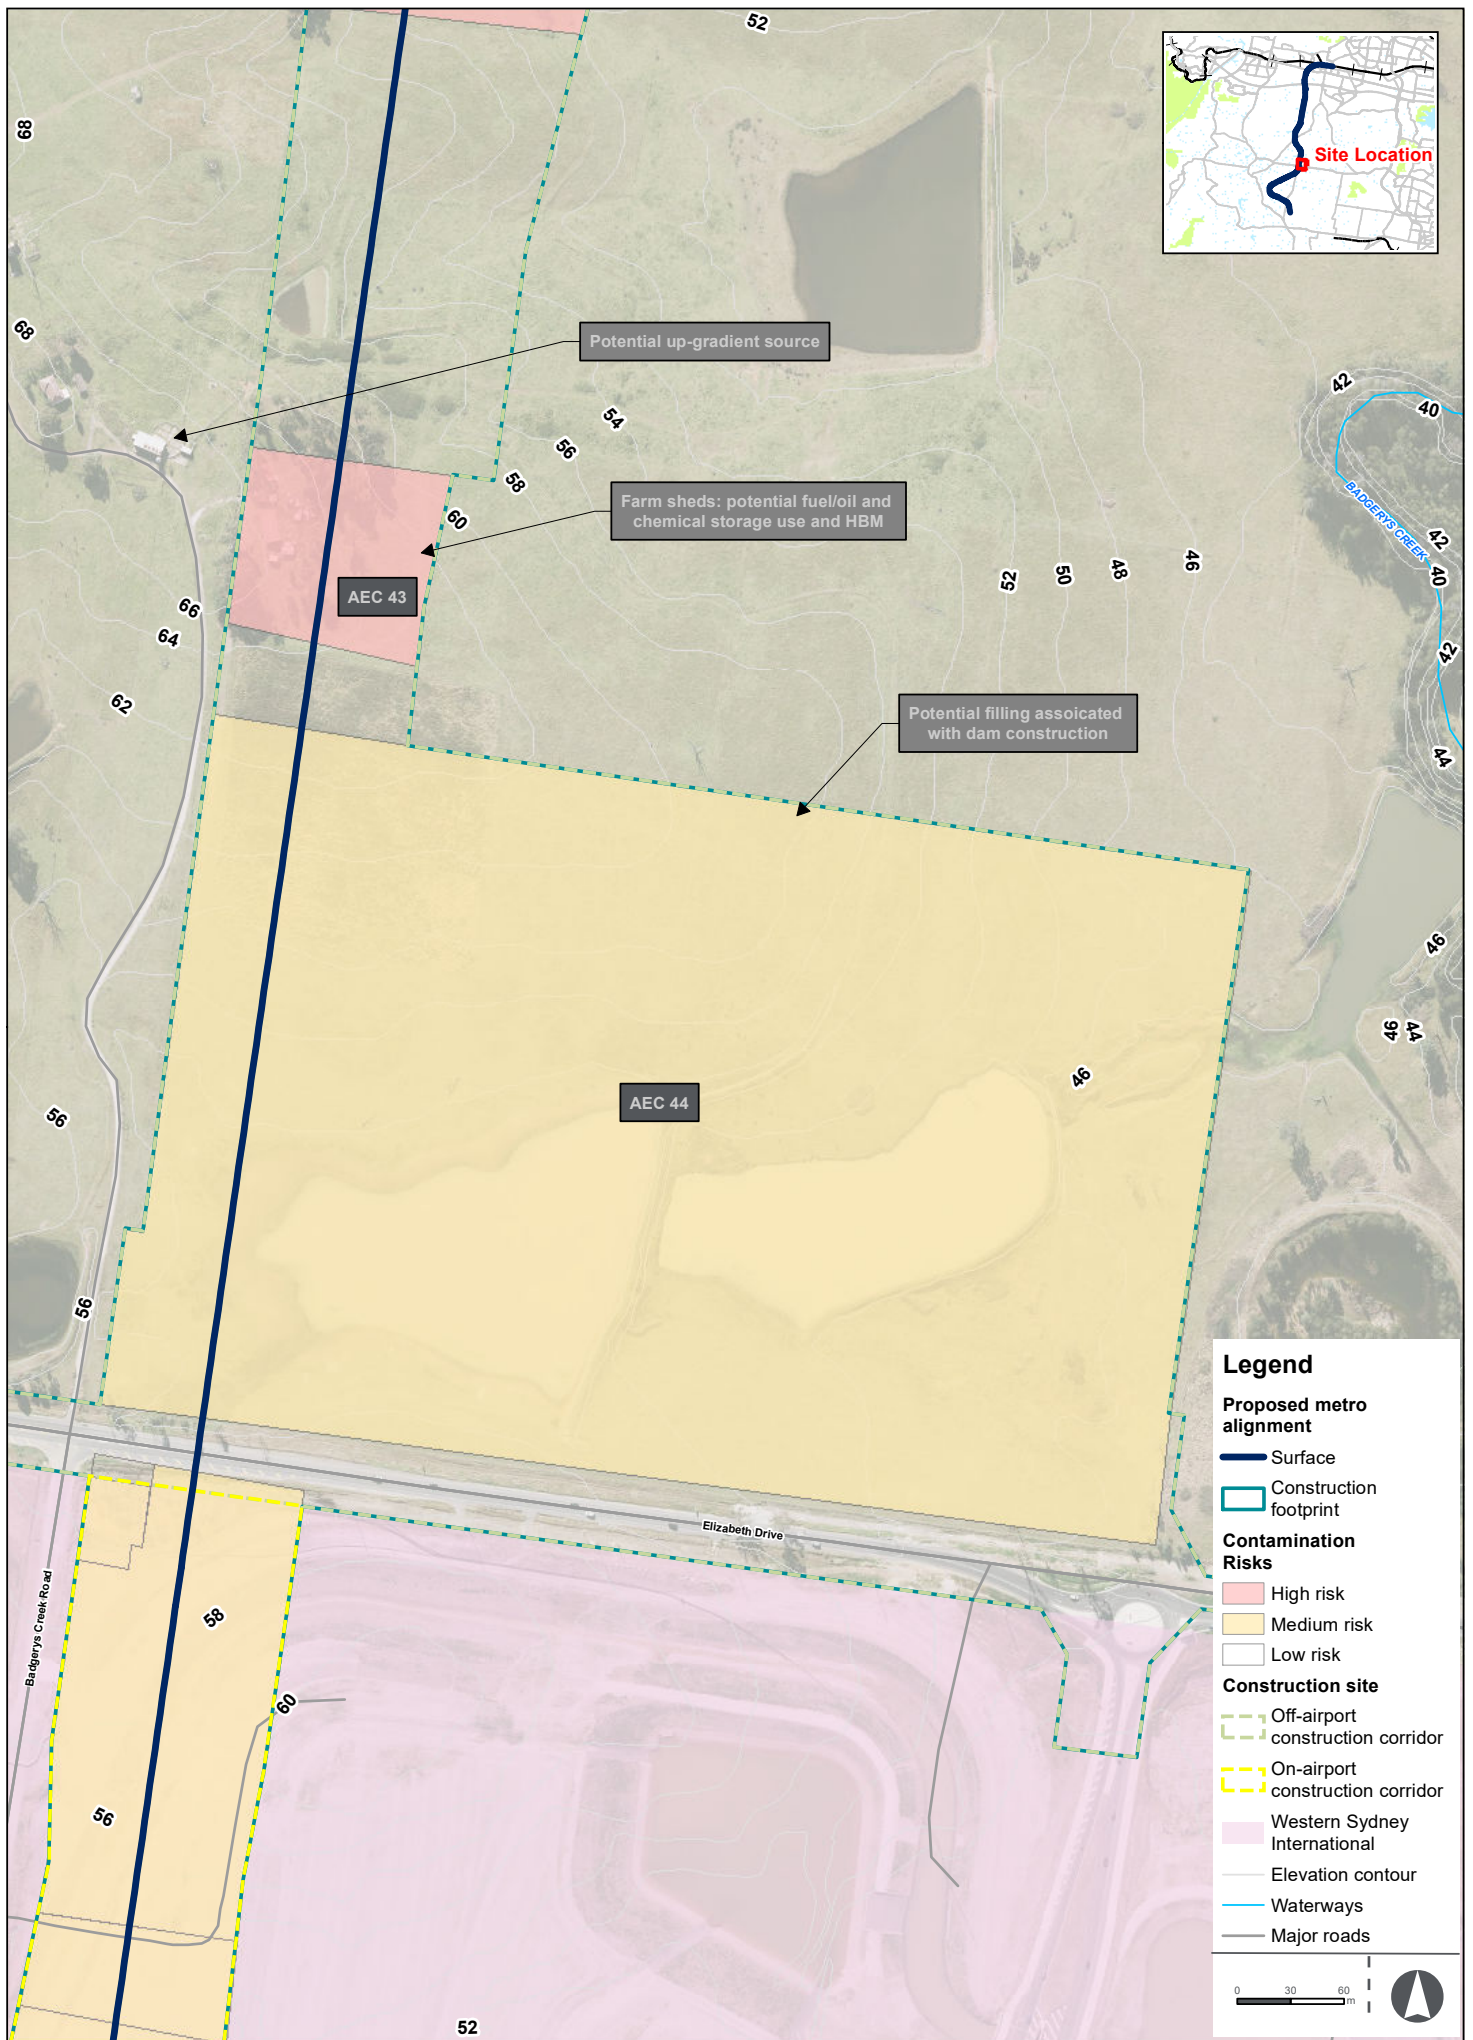 52
Site Location
68
68
Potential up-gradient source
54
56
58
60
Farm sheds: potential fuel/oil and
chemical storage use and HBM
42
40
BADGERYS CREEK
42
40
42
44
52
50
48
46
AEC 43
66
64
62
Potential filling assoicated
with dam construction
46
46
44
46
AEC 44
56
56
Elizabeth Drive
Badgerys Creek Road
58
60
56
52
Legend
Proposed metro
alignment
Surface
Construction
footprint
Contamination
Risks
High risk
Medium risk
Low risk
Construction site
Off-airport
construction corridor
On-airport
construction corridor
Western Sydney
International
Elevation contour
Waterways
Major roads
0 30 60
m